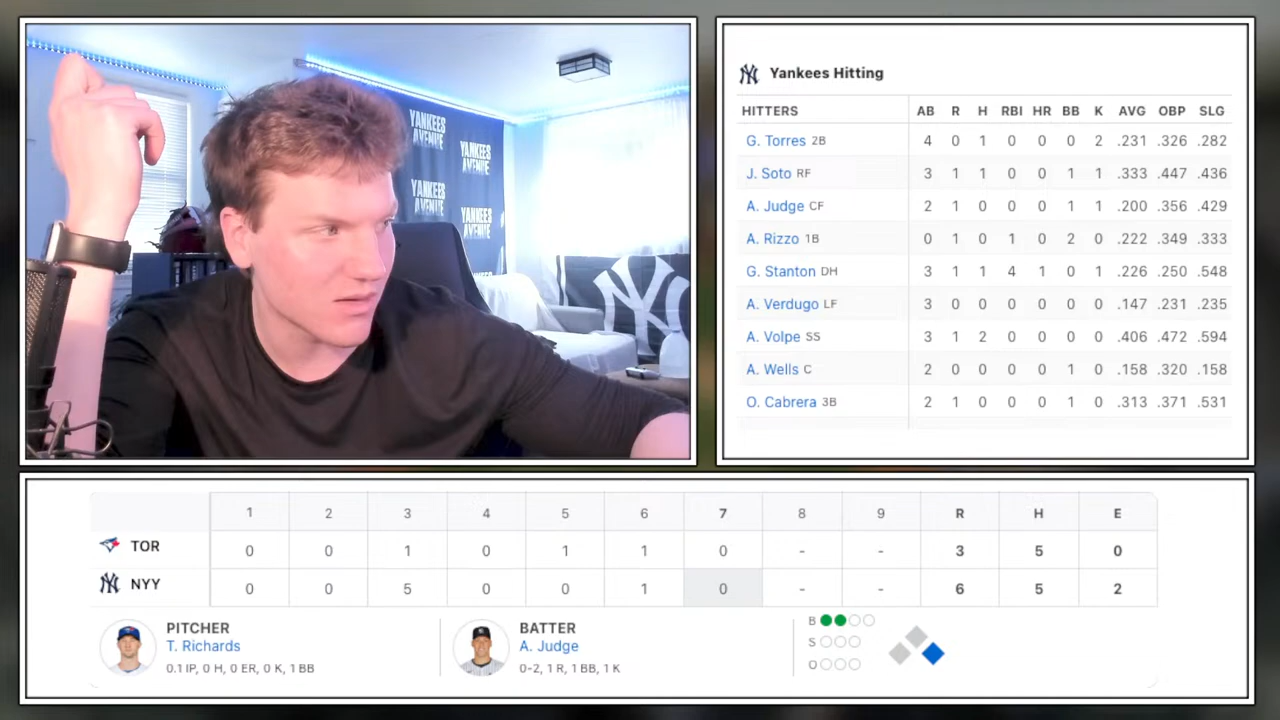 YANKEES
AVENUE
YANKEES
AVENUE
YANKEES
AVENUE
YANKEES
AVENUE
NY
Yankees Hitting
HITTERS AB R H RBI HR BB K AVG OBP SLG
G. Torres 2B 4 0 1 0 0 0 2 .231 .326 .282
J. Soto RF 3 1 1 0 0 1 1 .333 .447 .436
A. Judge CF 2 1 0 0 0 1 1 .200 .356 .429
A. Rizzo 1B 0 1 0 1 0 2 0 .222 .349 .333
G. Stanton DH 3 1 1 4 1 0 1 .226 .250 .548
A. Verdugo LF 3 0 0 0 0 0 0 .147 .231 .235
A. Volpe SS 3 1 2 0 0 0 0 .406 .472 .594
A. Wells C 2 0 0 0 0 1 0 .158 .320 .158
O. Cabrera 3B 2 1 0 0 0 1 0 .313 .371 .531
1 2 3 4 5 6 7 8 9 R H E
TOR 0 0 1 0 1 1 0 - - 3 5 0
NYY 0 0 5 0 0 1 0 - - 6 5 2
PITCHER
T. Richards
0.1 IP, 0 H, 0 ER, 0 K, 1 BB
BATTER
A. Judge
0-2, 1 R, 1 BB, 1 K
B
S
O